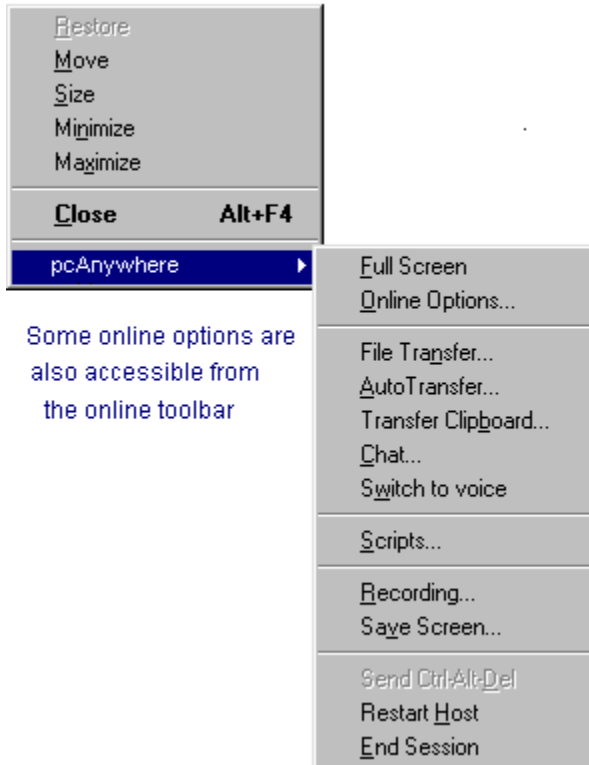 Restore
Move
Size
Minimize
Maximize
Close Alt+F4
pcAnywhere
Full Screen
Online Options...
File Transfer...
AutoTransfer...
Transfer Clipboard...
Chat...
Switch to voice
Scripts...
Recording...
Save Screen...
Send Ctrl-Alt-Del
Restart Host
End Session
Some online options are
also accessible from
the online toolbar